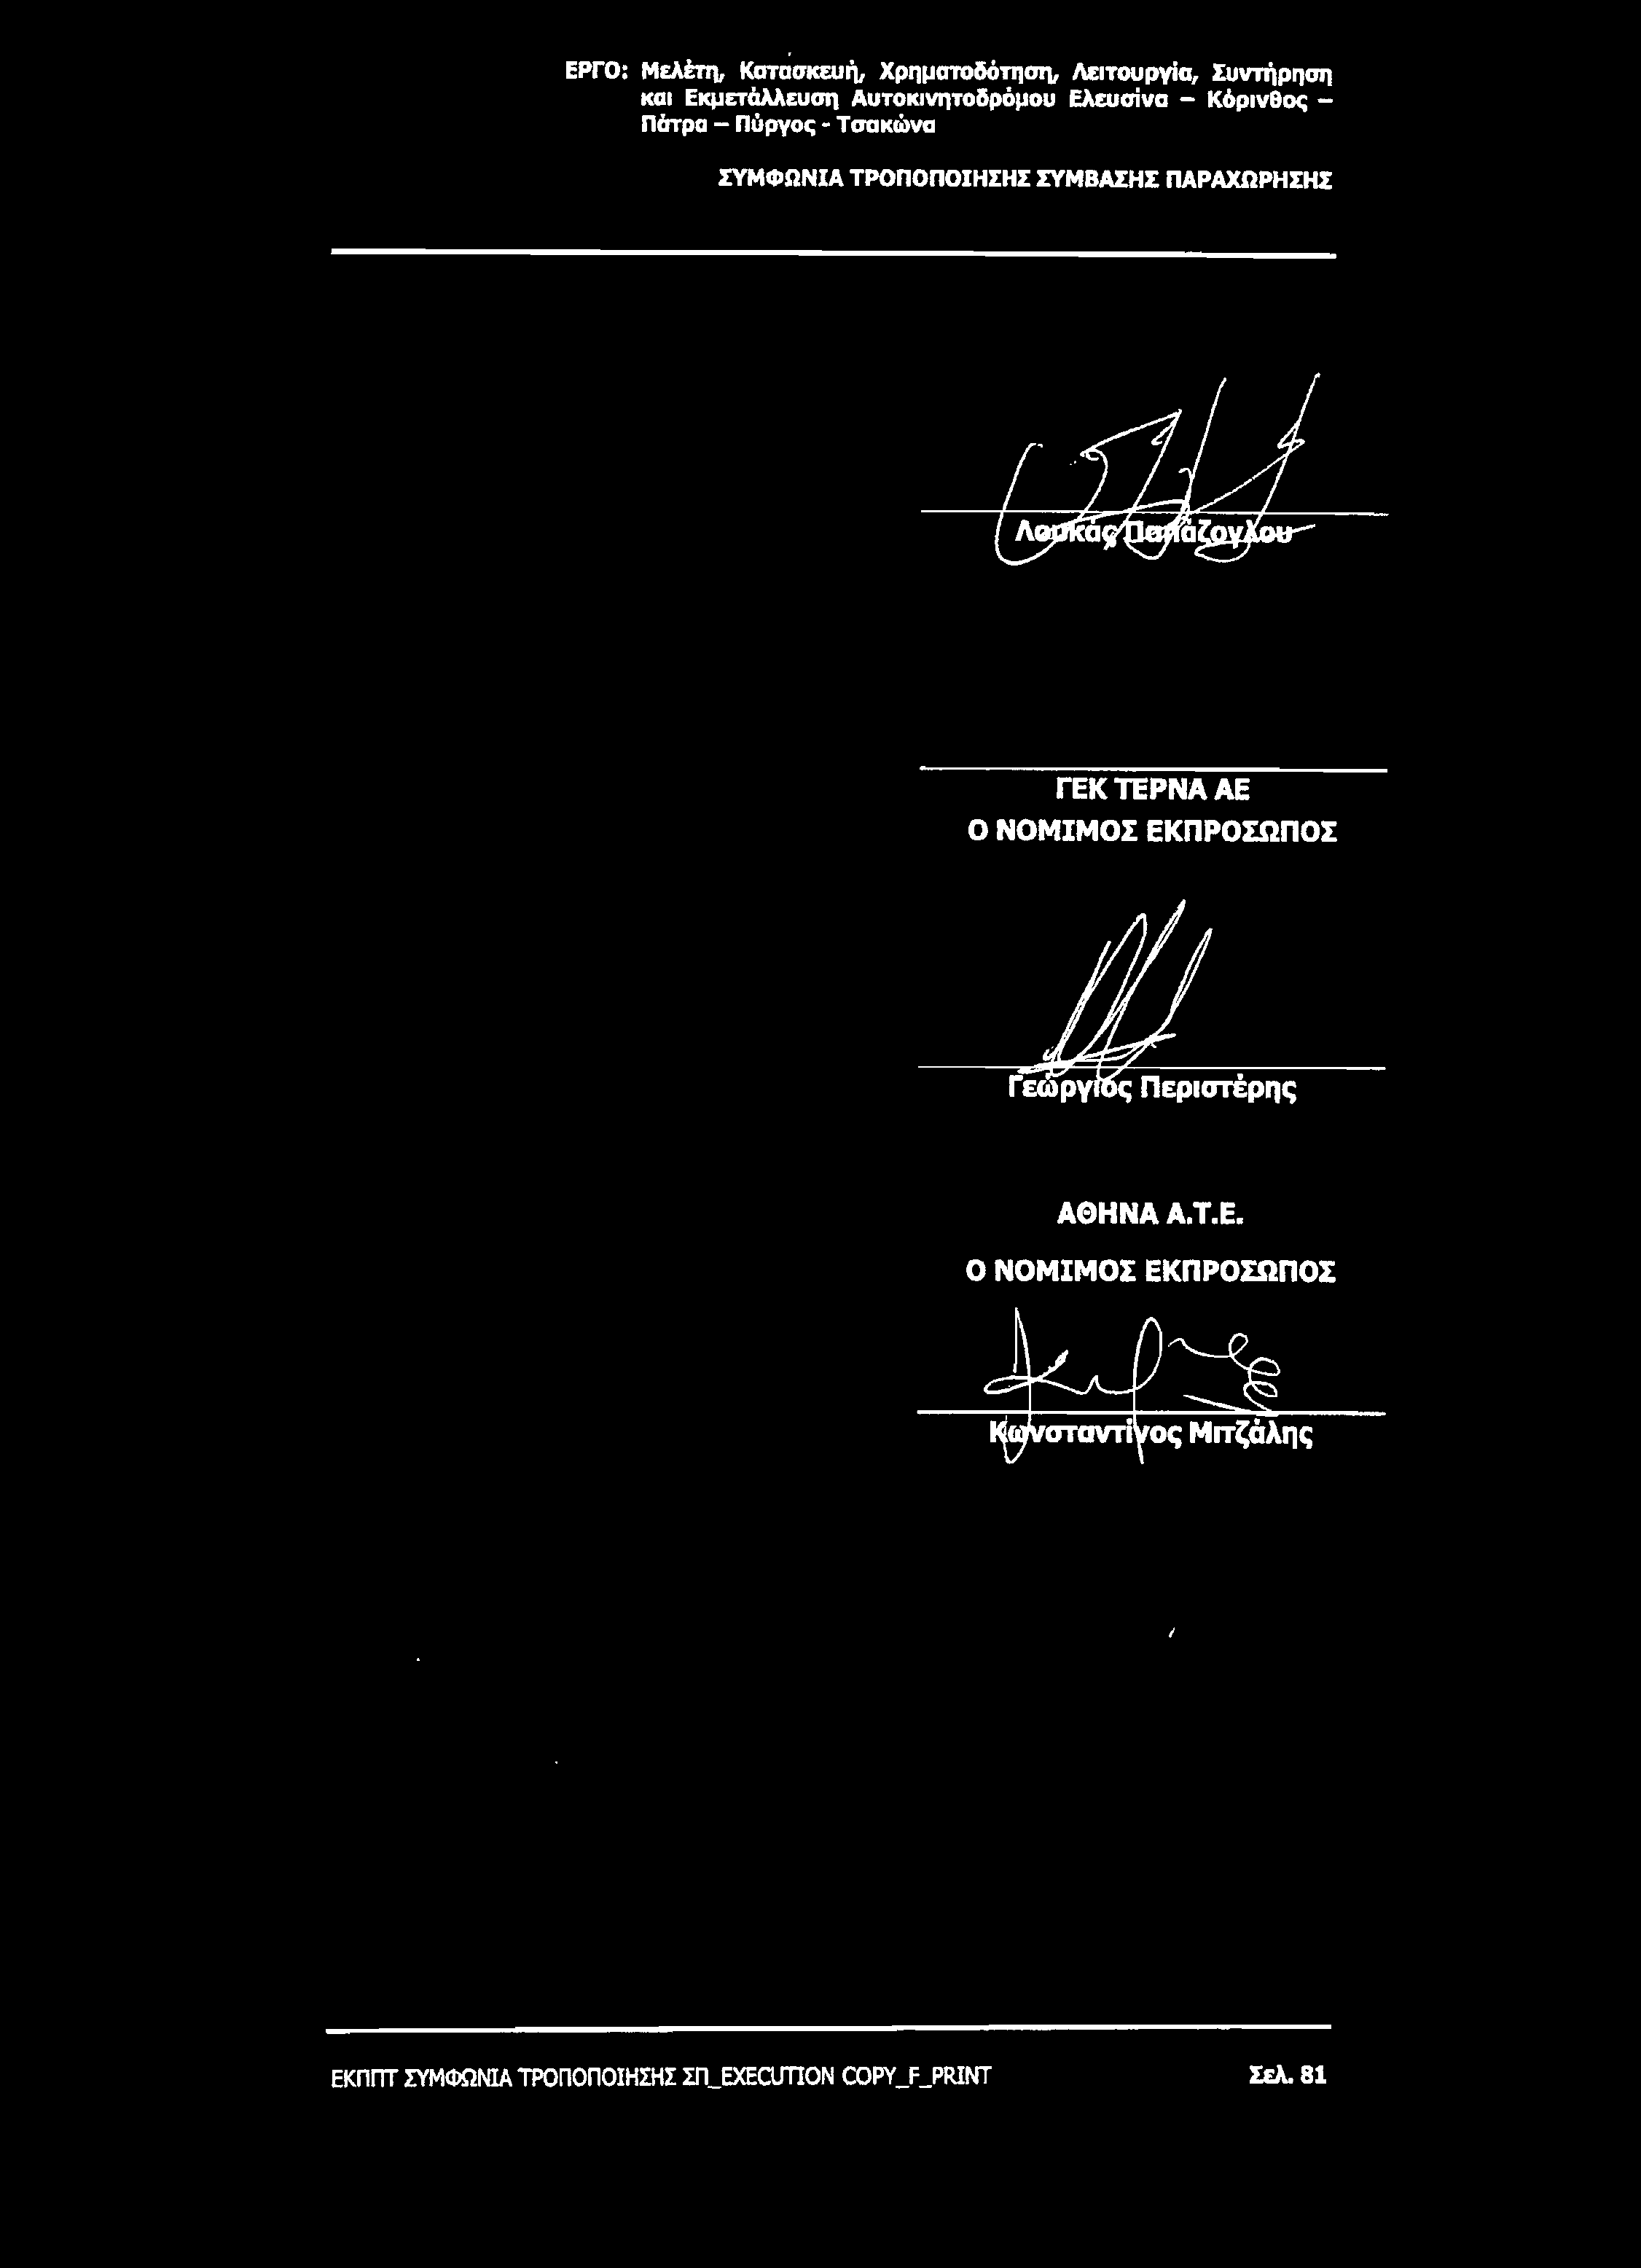 ΕΡΓΟ: Μελέτη, Κατασκευή, Χρηματοδότηση, Λειτουργία, Συντήρηση
και Εκμετάλλευση Αυτοκινητοδρόμου Ελευσίνα – Κόρινθος –
Πάτρα – Πύργος - Τσακώνα
ΣΥΜΦΩΝΙΑ ΤΡΟΠΟΠΟΙΗΣΗΣ ΣΥΜΒΑΣΗΣ ΠΑΡΑΧΩΡΗΣΗΣ
Λουκάς Παπάζογλου
ΓΕΚ ΤΕΡΝΑ ΑΕ
Ο ΝΟΜΙΜΟΣ ΕΚΠΡΟΣΩΠΟΣ
Γεώργιος Περιστέρης
ΑΘΗΝΑ Α.Τ.Ε.
Ο ΝΟΜΙΜΟΣ ΕΚΠΡΟΣΩΠΟΣ
Κωνσταντίνος Μιτζάλης
ΕΚΠΠΤ ΣΥΜΦΩΝΙΑ ΤΡΟΠΟΠΟΙΗΣΗΣ ΣΠ_EXECUTION COPY_F_PRINT Σελ. 81